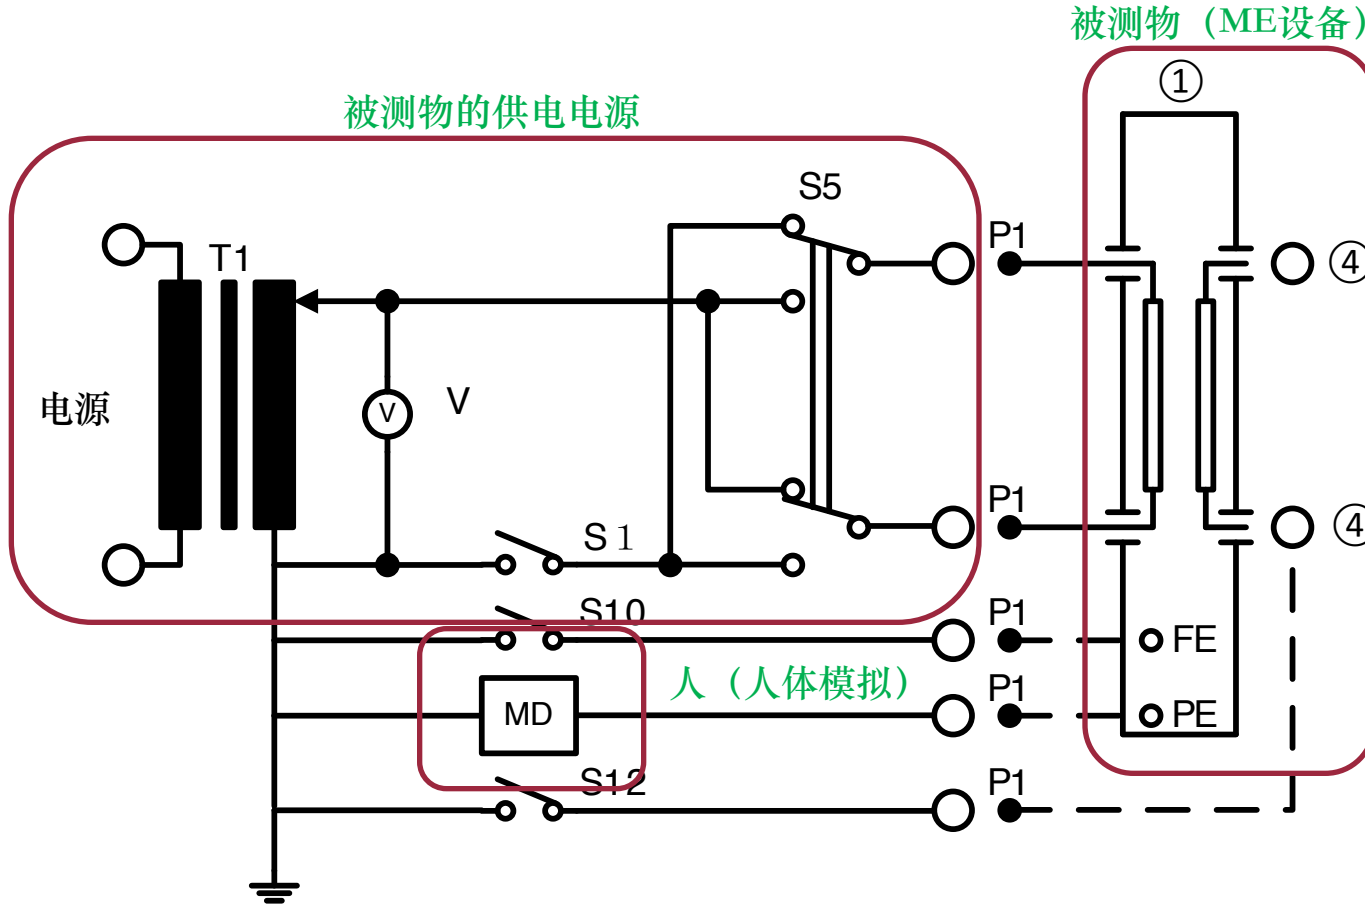 被测物（ME设备）
①
被测物的供电电源
S5
P1
④
T1
电源
V
V
P1
④
S 1
S10
P1
FE
人（人体模拟）
P1
MD
PE
S12
P1